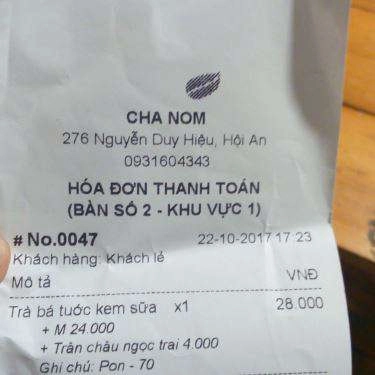 CHA NOM
276 Nguyễn Duy Hiệu, Hội An
0931604343
HÓA ĐƠN THANH TOÁN
(BÀN SỐ 2 - KHU VỰC 1)
# No.0047 22-10-2017 17:23
Khách hàng: Khách lẻ
Mô tả VNĐ
Trà bá tước kem sữa x1 28.000
+ M 24.000
+ Trân châu ngọc trai 4.000
Ghi chú: Pon - 70